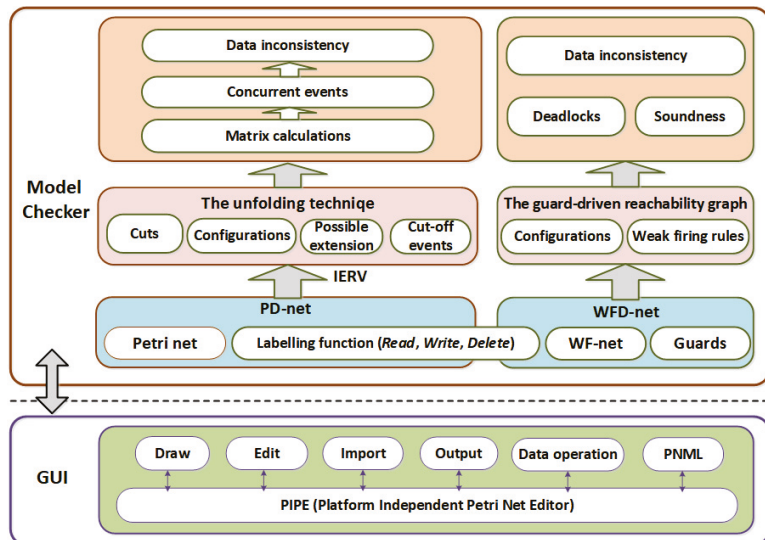 Data inconsistency
Concurrent events
Matrix calculations
Data inconsistency
Deadlocks
Soundness
Model
Checker
The unfolding techniqe
Cuts
Configurations
Possible
extension
Cut-off
events
The guard-driven reachability graph
Configurations
Weak firing rules
IERV
PD-net
Petri net
Labelling function (Read, Write, Delete)
WFD-net
WF-net
Guards
GUI
Draw
Edit
Import
Output
Data operation
PNML
PIPE (Platform Independent Petri Net Editor)